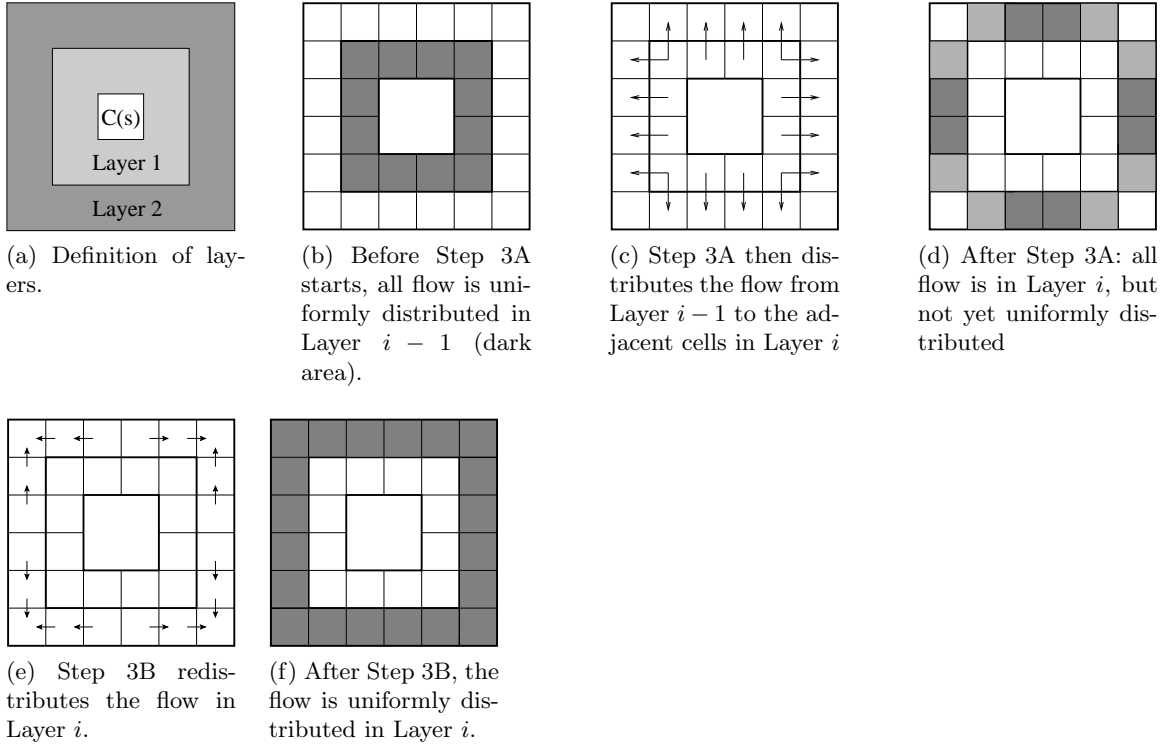 C(s)
Layer 1
Layer 2
(a) Definition of lay-
ers.
(b) Before Step 3A
starts, all flow is uni-
formly distributed in
Layer i − 1 (dark
area).
(c) Step 3A then dis-
tributes the flow from
Layer i − 1 to the ad-
jacent cells in Layer i
(d) After Step 3A: all
flow is in Layer i, but
not yet uniformly dis-
tributed
(e) Step 3B redis-
tributes the flow in
Layer i.
(f) After Step 3B, the
flow is uniformly dis-
tributed in Layer i.